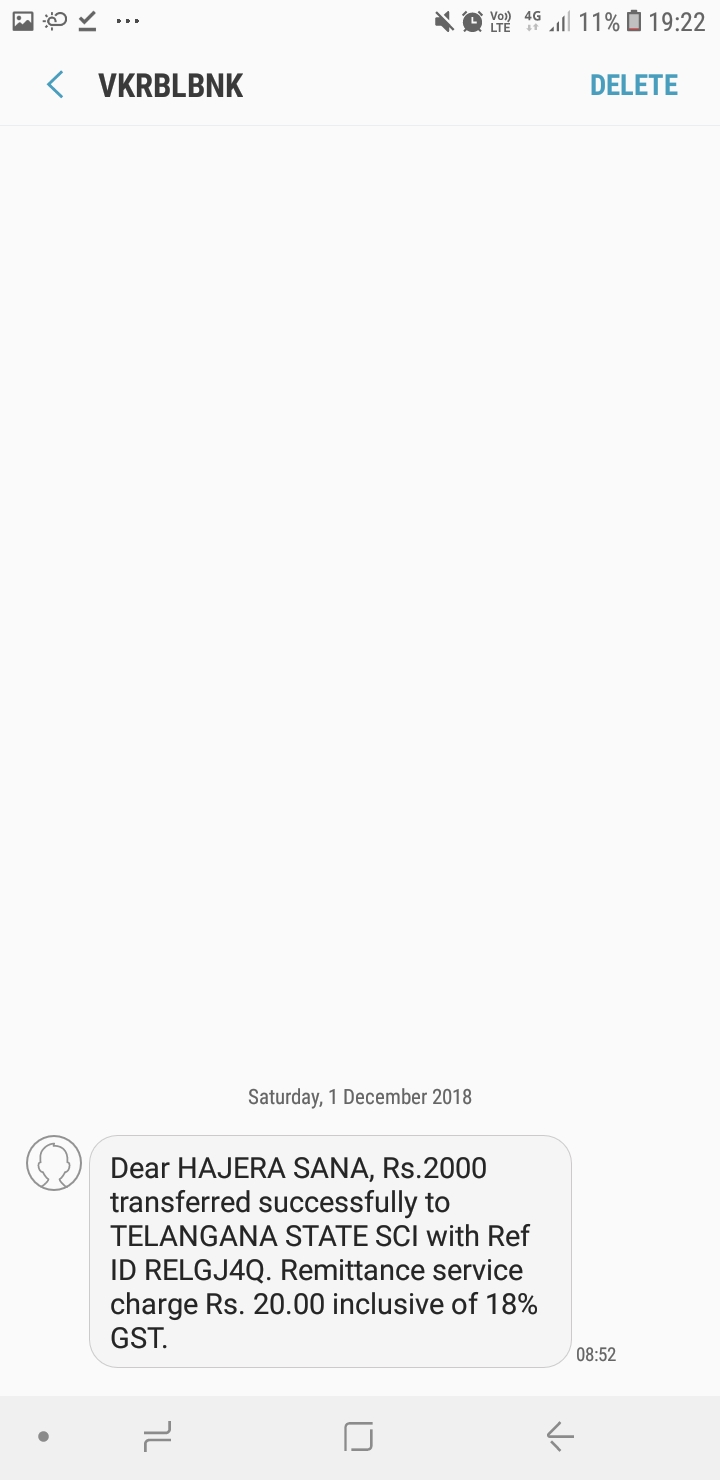 11% 19:22
Vo)) LTE 4G
VKRBLBNK DELETE
Saturday, 1 December 2018
Dear HAJERA SANA, Rs.2000
transferred successfully to
TELANGANA STATE SCI with Ref
ID RELGJ4Q. Remittance service
charge Rs. 20.00 inclusive of 18%
GST.
08:52